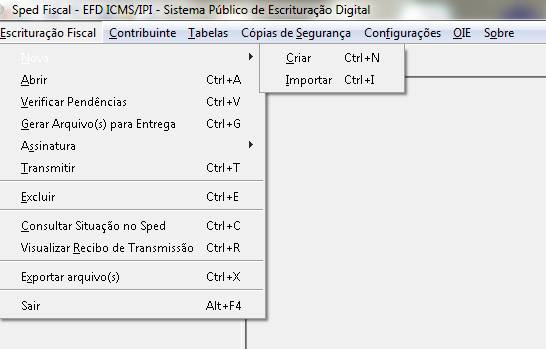 Sped Fiscal - EFD ICMS/IPI - Sistema Público de Escrituração Digital
Escrituração Fiscal Contribuinte Tabelas Cópias de Segurança Configurações OIE Sobre
Novo
Criar Ctrl+N
Importar Ctrl+I
Abrir Ctrl+A
Verificar Pendências Ctrl+V
Gerar Arquivo(s) para Entrega Ctrl+G
Assinatura
Transmitir Ctrl+T
Excluir Ctrl+E
Consultar Situação no Sped Ctrl+C
Visualizar Recibo de Transmissão Ctrl+R
Exportar arquivo(s) Ctrl+X
Sair Alt+F4